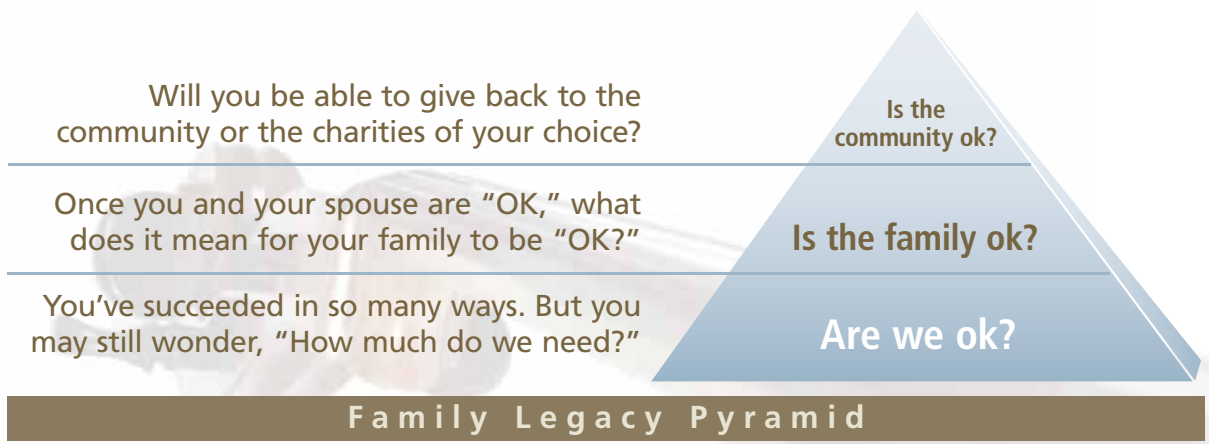 Will you be able to give back to the
community or the charities of your choice?
Is the
community ok?
Once you and your spouse are “OK,” what
does it mean for your family to be “OK?”
Is the family ok?
You’ve succeeded in so many ways. But you
may still wonder, “How much do we need?”
Are we ok?
Family Legacy Pyramid